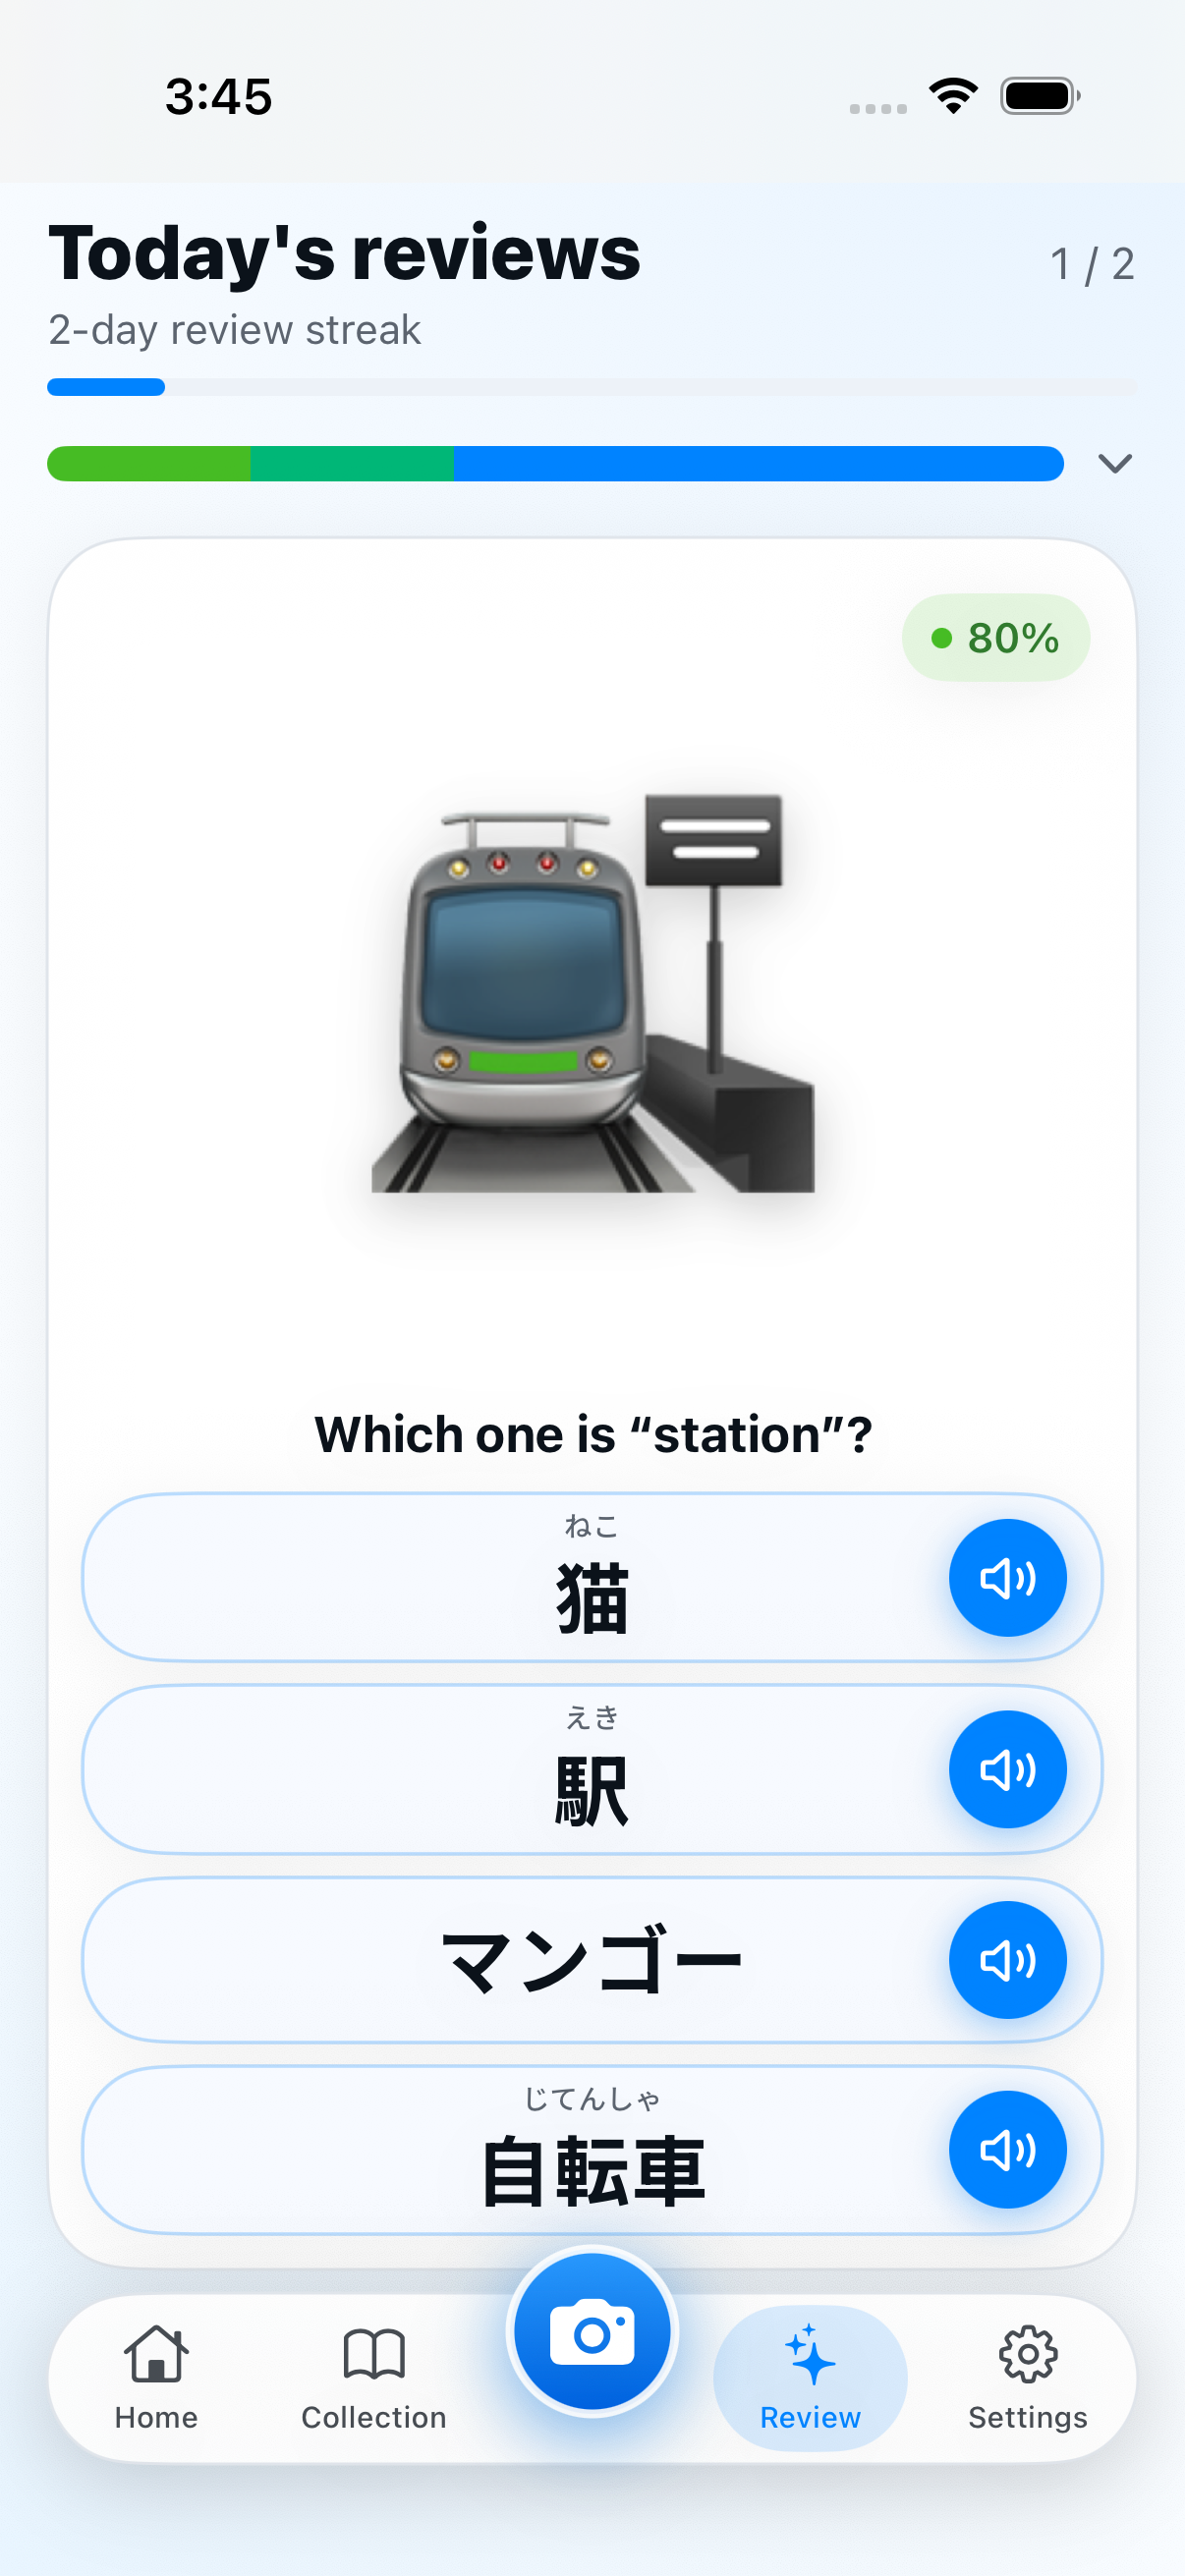 3:45
Today's reviews
1 / 2
2-day review streak
80%
Which one is “station”?
ねこ
猫
えき
駅
マンゴー
じてんしゃ
自転車
Home
Collection
Review
Settings